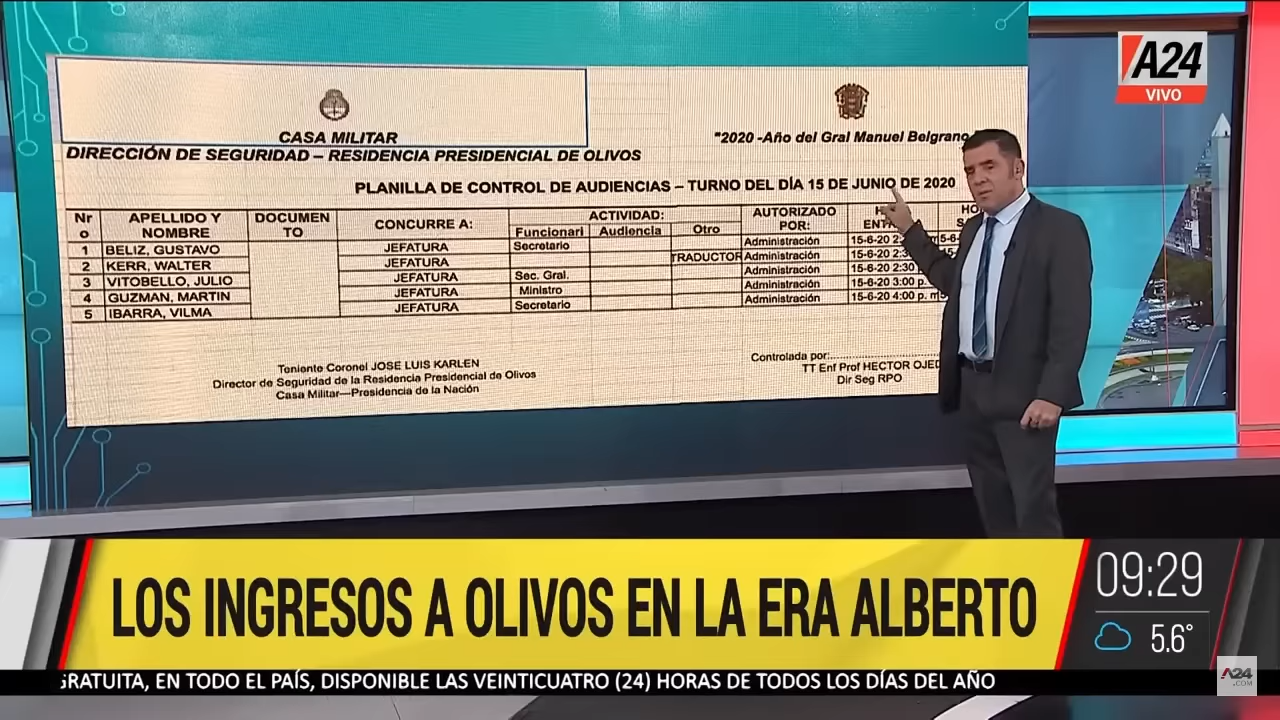 A24
VIVO
CASA MILITAR
DIRECCIÓN DE SEGURIDAD – RESIDENCIA PRESIDENCIAL DE OLIVOS
"2020 -Año del Gral Manuel Belgrano
PLANILLA DE CONTROL DE AUDIENCIAS – TURNO DEL DÍA 15 DE JUNIO DE 2020
Nr o APELLIDO Y NOMBRE DOCUMEN TO CONCURRE A: ACTIVIDAD: AUTORIZADO POR:
Funcionari Audiencia Otro
1 BELIZ, GUSTAVO JEFATURA Secretario Administración 15-6-20
2 KERR, WALTER JEFATURA TRADUCTOR Administración 15-6-20
3 VITOBELLO, JULIO JEFATURA Sec. Gral. Administración 15-6-20 2:30
4 GUZMAN, MARTIN JEFATURA Ministro Administración 15-6-20 3:00 p.
5 IBARRA, VILMA JEFATURA Secretario Administración 15-6-20 4:00 p. m
Teniente Coronel JOSE LUIS KARLEN
Director de Seguridad de la Residencia Presidencial de Olivos
Casa Militar—Presidencia de la Nación
Controlada por:
TT Enf Prof HECTOR OJED
Dir Seg RPO
LOS INGRESOS A OLIVOS EN LA ERA ALBERTO
09:29
5.6°
GRATUITA, EN TODO EL PAÍS, DISPONIBLE LAS VEINTICUATRO (24) HORAS DE TODOS LOS DÍAS DEL AÑO
A24
.COM